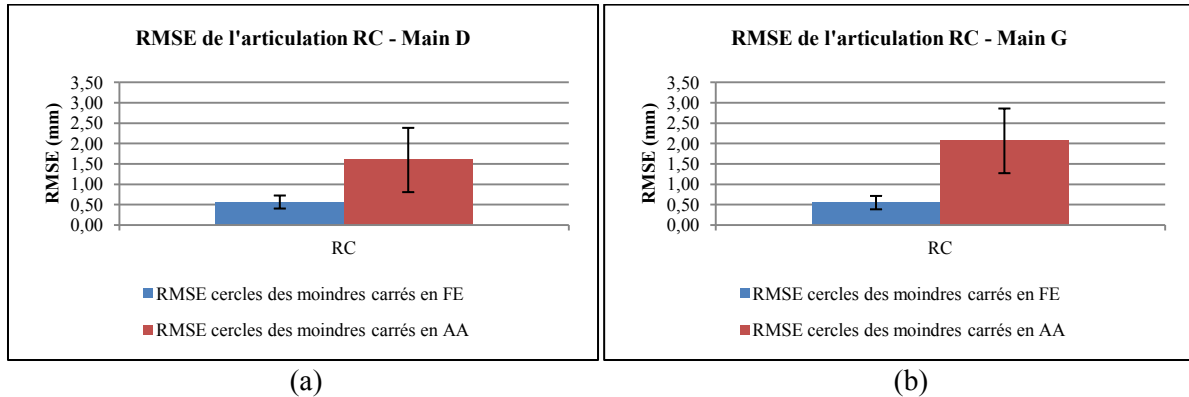 RMSE de l'articulation RC - Main D
RMSE (mm)
3,50
3,00
2,50
2,00
1,50
1,00
0,50
0,00
RC
RMSE cercles des moindres carrés en FE
RMSE cercles des moindres carrés en AA
(a)
RMSE de l'articulation RC - Main G
RMSE (mm)
3,50
3,00
2,50
2,00
1,50
1,00
0,50
0,00
RC
RMSE cercles des moindres carrés en FE
RMSE cercles des moindres carrés en AA
(b)